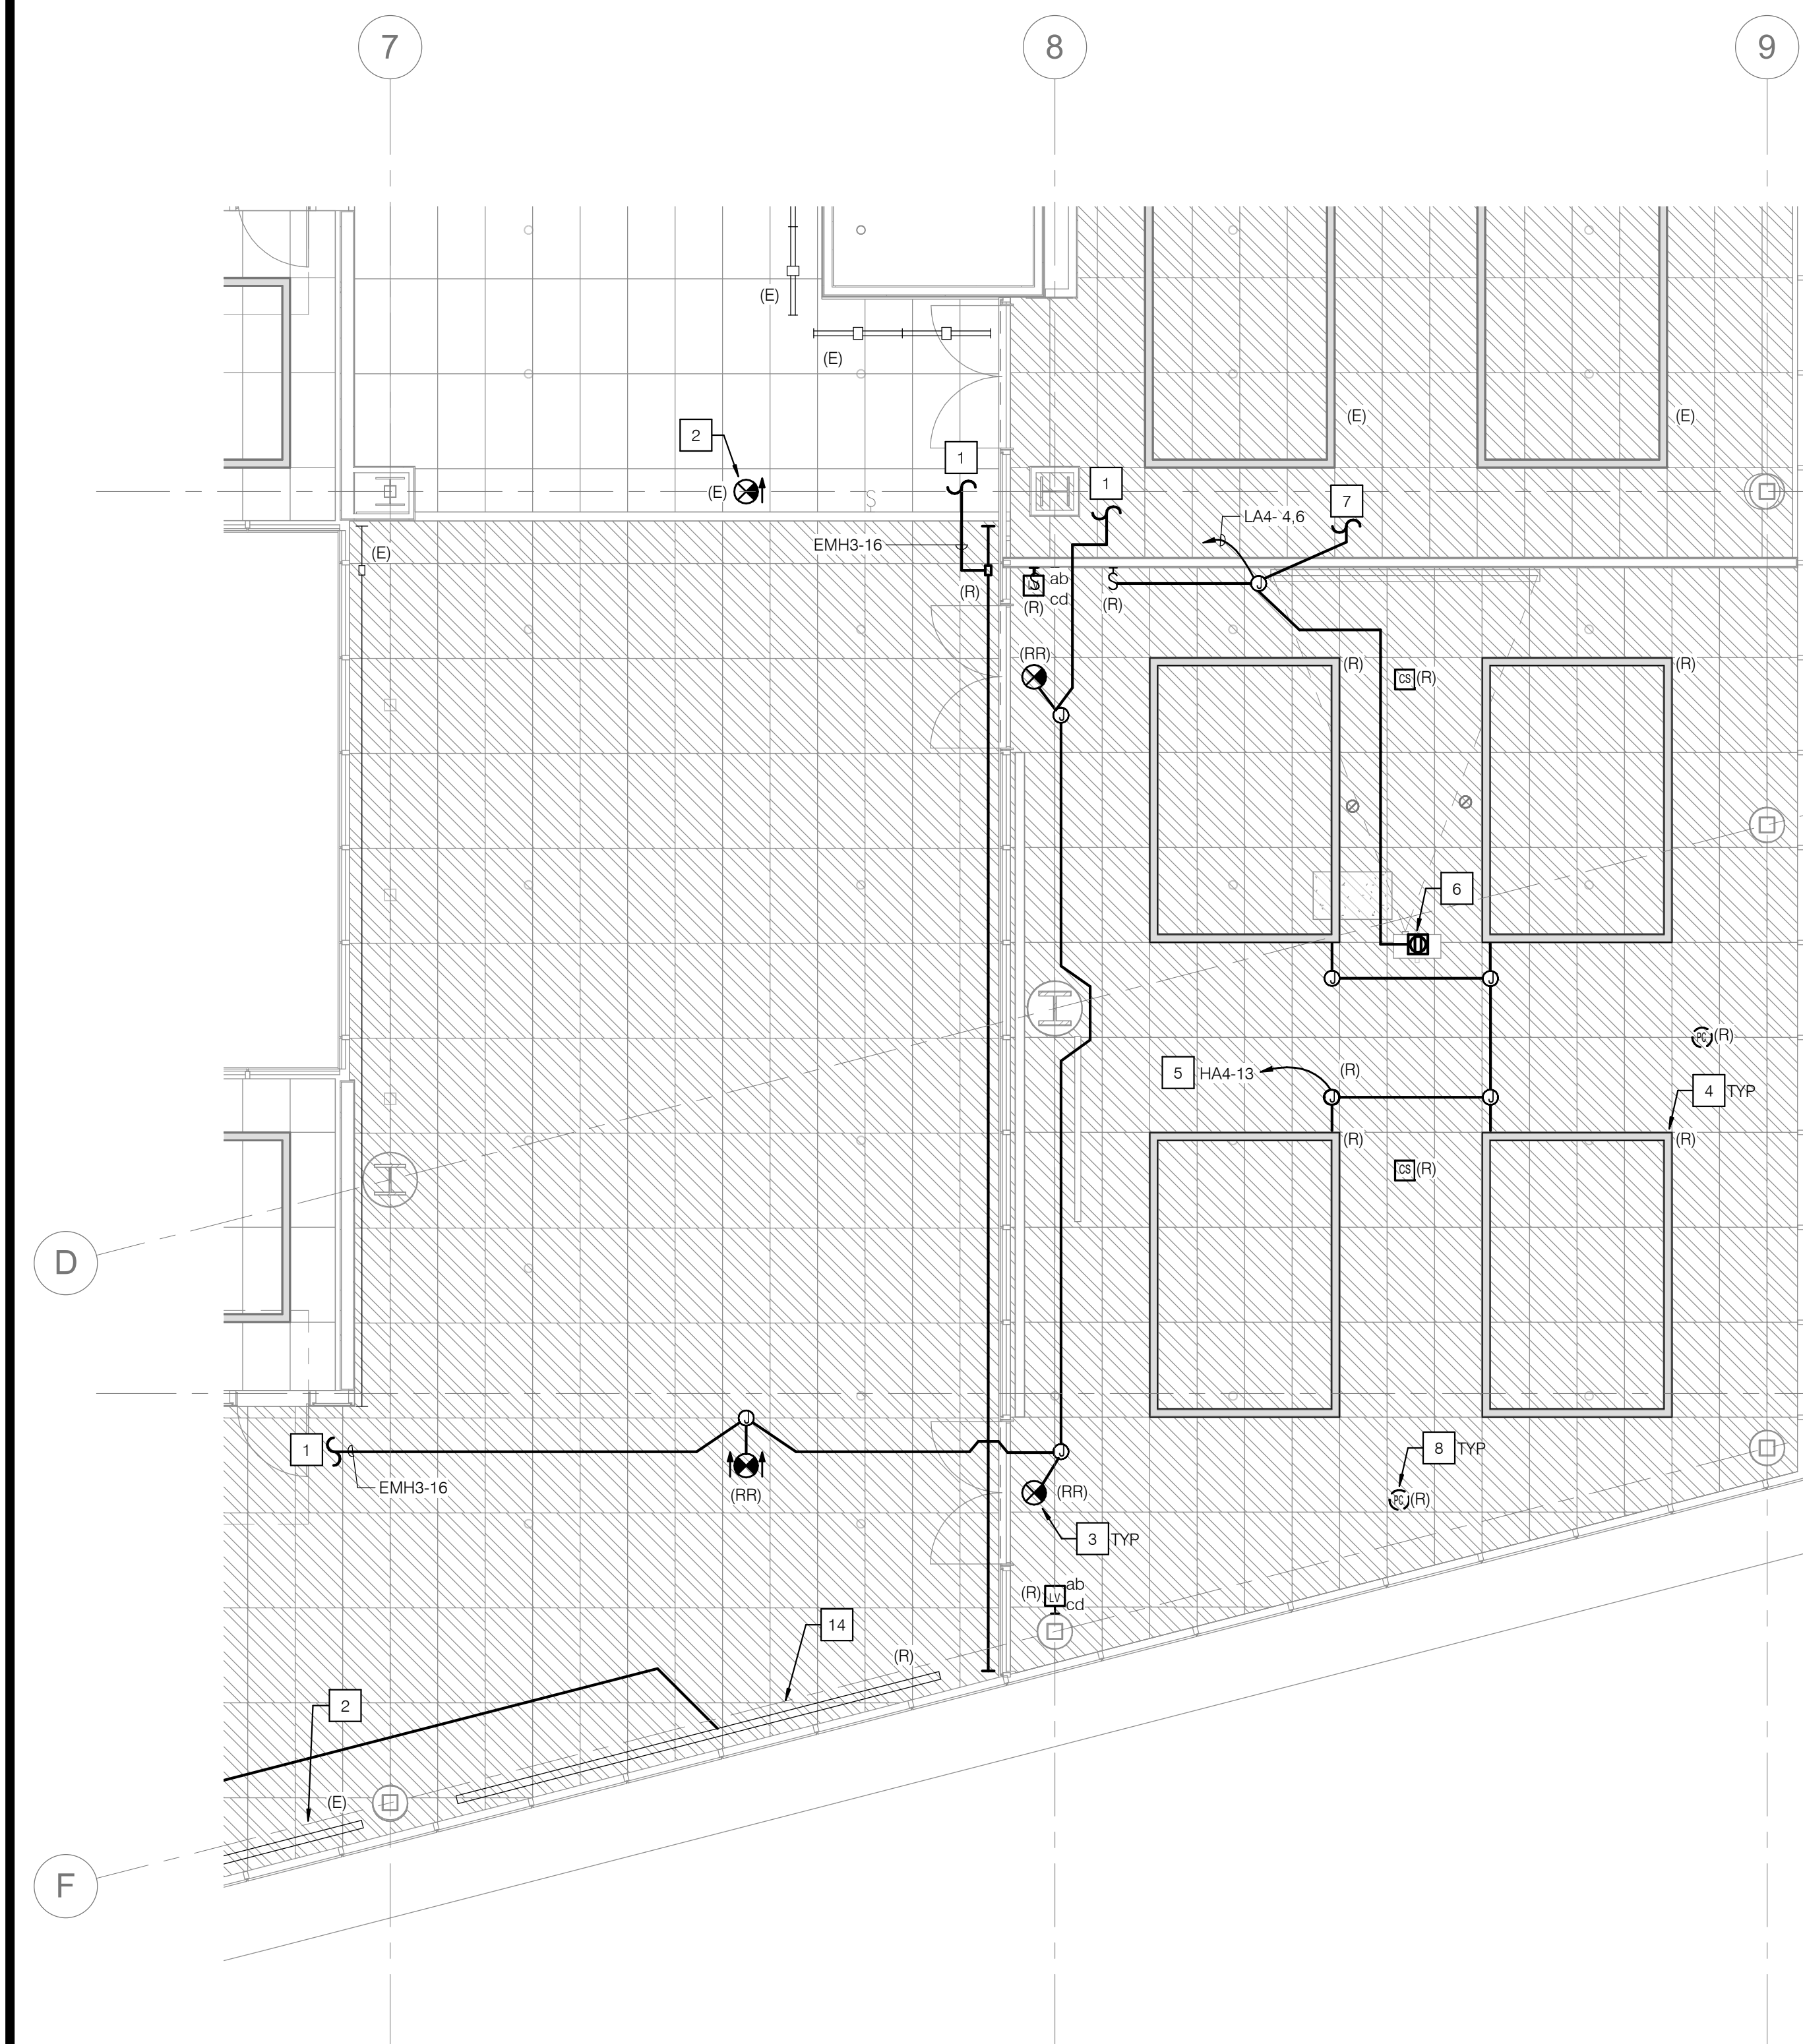 7
8
9
(E)
(E)
(E)
(E)
2
1
(E)
S
1
7
LA4- 4,6
EMH3-16
(E)
(R)
LV
S
ab
cd
(R)
S
(R)
J
(RR)
J
(R)
CS
(R)
(R)
6
J
J
PC
(R)
5
HA4-13
(R)
J
J
4
TYP
(R)
(R)
CS
(R)
D
J
1
EMH3-16
(RR)
J
(RR)
3
TYP
8
TYP
PC
(R)
(R)
LV
ab
cd
14
(R)
2
(E)
F